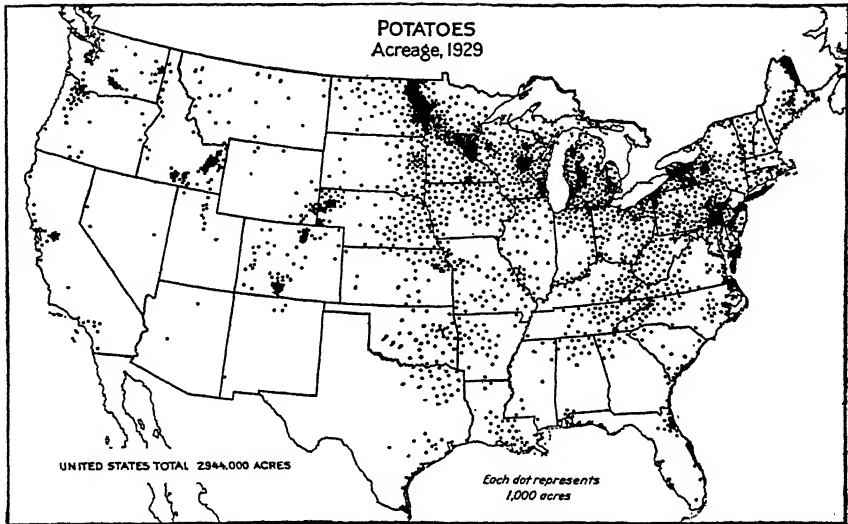 POTATOES
Acreage, 1929
UNITED STATES TOTAL 2,944,000 ACRES
Each dot represents
1,000 acres